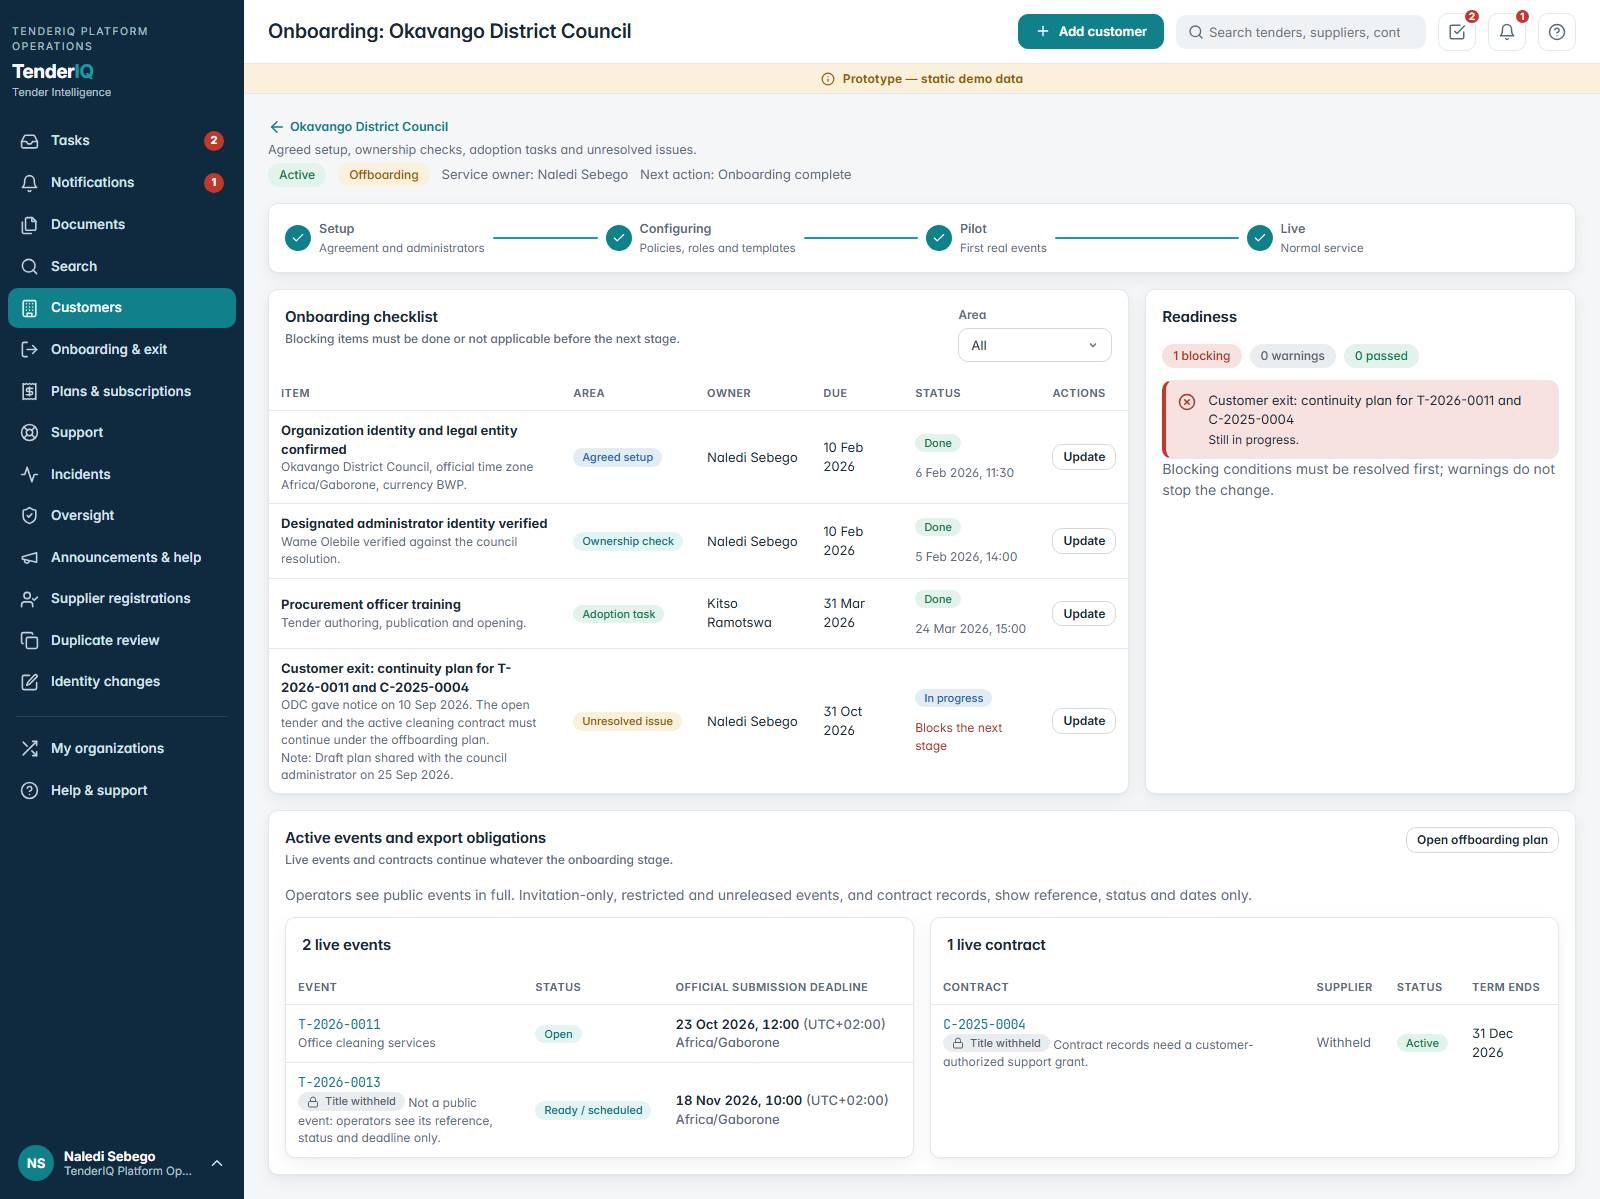 TENDERIQ PLATFORM
OPERATIONS
TenderIQ
Tender Intelligence
Tasks 2
Notifications 1
Documents
Search
Customers
Onboarding & exit
Plans & subscriptions
Support
Incidents
Oversight
Announcements & help
Supplier registrations
Duplicate review
Identity changes
My organizations
Help & support
NS
Naledi Sebego
TenderIQ Platform Op...
Onboarding: Okavango District Council
Add customer
Search tenders, suppliers, cont
2
1
Prototype — static demo data
Okavango District Council
Agreed setup, ownership checks, adoption tasks and unresolved issues.
Active Offboarding Service owner: Naledi Sebego Next action: Onboarding complete
Setup
Agreement and administrators
Configuring
Policies, roles and templates
Pilot
First real events
Live
Normal service
Onboarding checklist
Blocking items must be done or not applicable before the next stage.
Area
All
ITEM AREA OWNER DUE STATUS ACTIONS
Organization identity and legal entity
confirmed
Okavango District Council, official time zone
Africa/Gaborone, currency BWP.
Agreed setup
Naledi Sebego
10 Feb
2026
Done
6 Feb 2026, 11:30
Update
Designated administrator identity verified
Wame Olebile verified against the council
resolution.
Ownership check
Naledi Sebego
10 Feb
2026
Done
5 Feb 2026, 14:00
Update
Procurement officer training
Tender authoring, publication and opening.
Adoption task
Kitso
Ramotswa
31 Mar
2026
Done
24 Mar 2026, 15:00
Update
Customer exit: continuity plan for T-
2026-0011 and C-2025-0004
ODC gave notice on 10 Sep 2026. The open
tender and the active cleaning contract must
continue under the offboarding plan.
Note: Draft plan shared with the council
administrator on 25 Sep 2026.
Unresolved issue
Naledi Sebego
31 Oct
2026
In progress
Blocks the next
stage
Update
Readiness
1 blocking 0 warnings 0 passed
Customer exit: continuity plan for T-2026-0011 and
C-2025-0004
Still in progress.
Blocking conditions must be resolved first; warnings do not
stop the change.
Active events and export obligations
Live events and contracts continue whatever the onboarding stage.
Open offboarding plan
Operators see public events in full. Invitation-only, restricted and unreleased events, and contract records, show reference, status and dates only.
2 live events
EVENT STATUS OFFICIAL SUBMISSION DEADLINE
T-2026-0011
Office cleaning services
Open
23 Oct 2026, 12:00 (UTC+02:00)
Africa/Gaborone
T-2026-0013
Title withheld Not a public
event: operators see its reference,
status and deadline only.
Ready / scheduled
18 Nov 2026, 10:00 (UTC+02:00)
Africa/Gaborone
1 live contract
CONTRACT SUPPLIER STATUS TERM ENDS
C-2025-0004
Title withheld Contract records need a customer-
authorized support grant.
Withheld
Active
31 Dec
2026